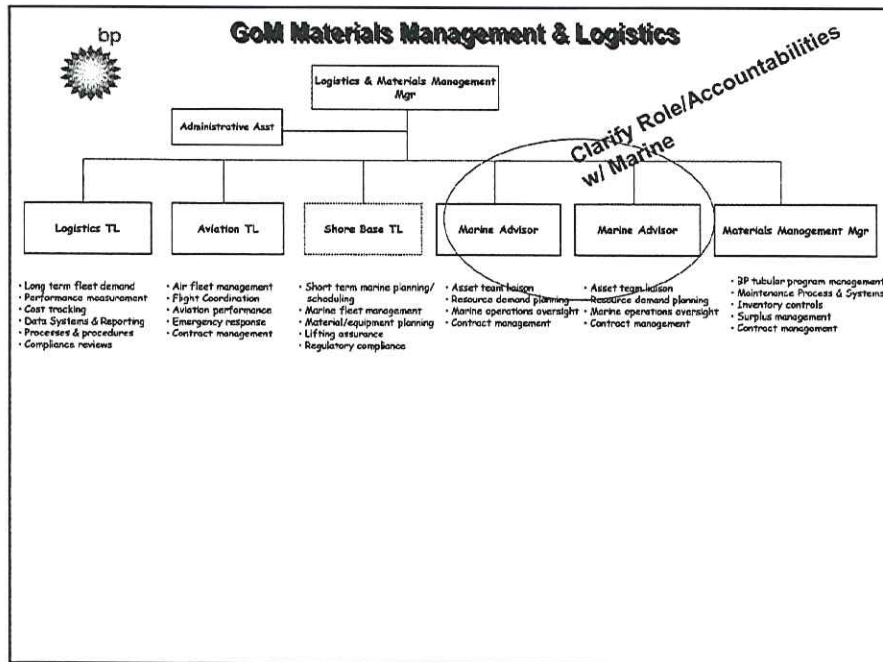 bp
GoM Materials Management & Logistics
Logistics & Materials Management
Mgr
Clarify Role/Accountabilities
w/ Marine
Administrative Asst
Logistics TL
Aviation TL
Shore Base TL
Marine Advisor
Marine Advisor
Materials Management Mgr
• Long term fleet demand
• Performance measurement
• Cost tracking
• Data Systems & Reporting
• Processes & procedures
• Compliance reviews
• Air fleet management
• Flight Coordination
• Aviation performance
• Emergency response
• Contract management
• Short term marine planning/
scheduling
• Marine fleet management
• Material/equipment planning
• Lifting assurance
• Regulatory compliance
• Asset team liaison
• Resource demand planning
• Marine operations oversight
• Contract management
• Asset team liaison
• Resource demand planning
• Marine operations oversight
• Contract management
• BP tubular program management
• Maintenance Process & Systems
• Inventory controls
• Surplus management
• Contract management